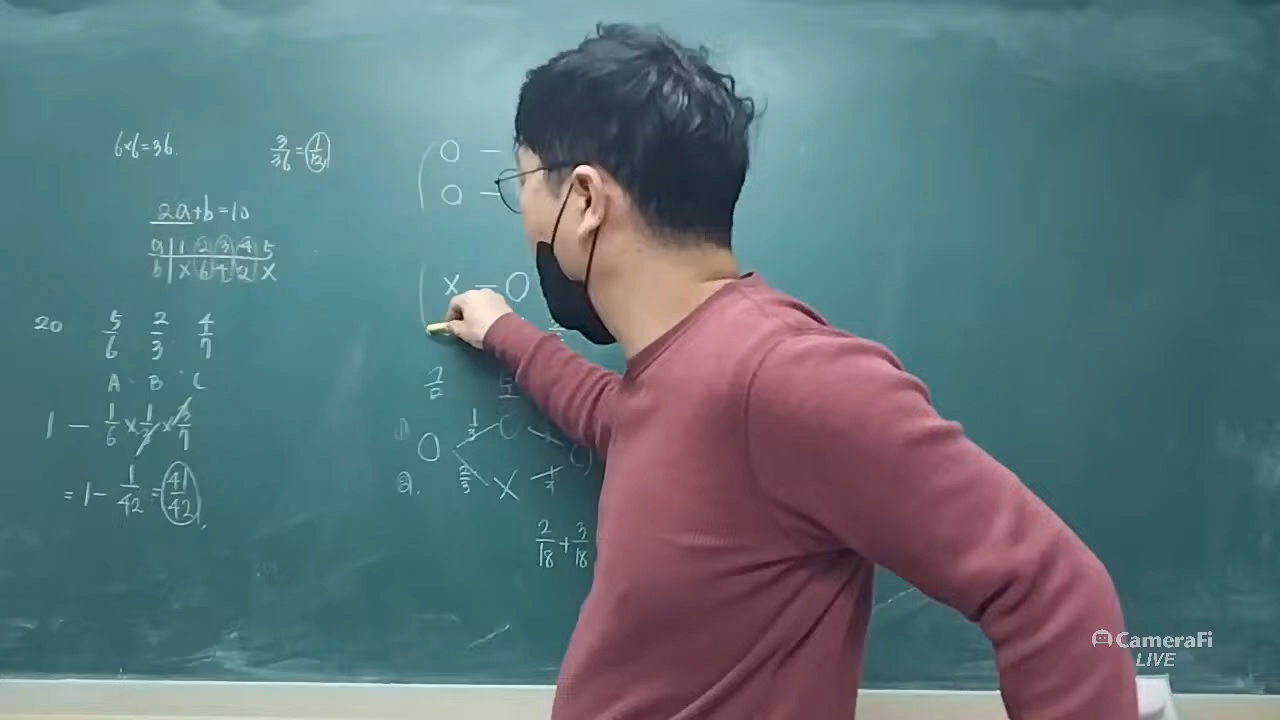 6×6=36.
3/36=1/12
2a+b=10
a 1 2 3 4 5
b X 6 4 2 X
20 5/6 2/3 4/7
A B C
1 - 1/6 × 1/3 × 3/7
= 1 - 1/42 = 41/42
O -
O -
X - O
①
O 1/3 O
②. 2/3 X
2/18 + 3/18
CameraFi
LIVE